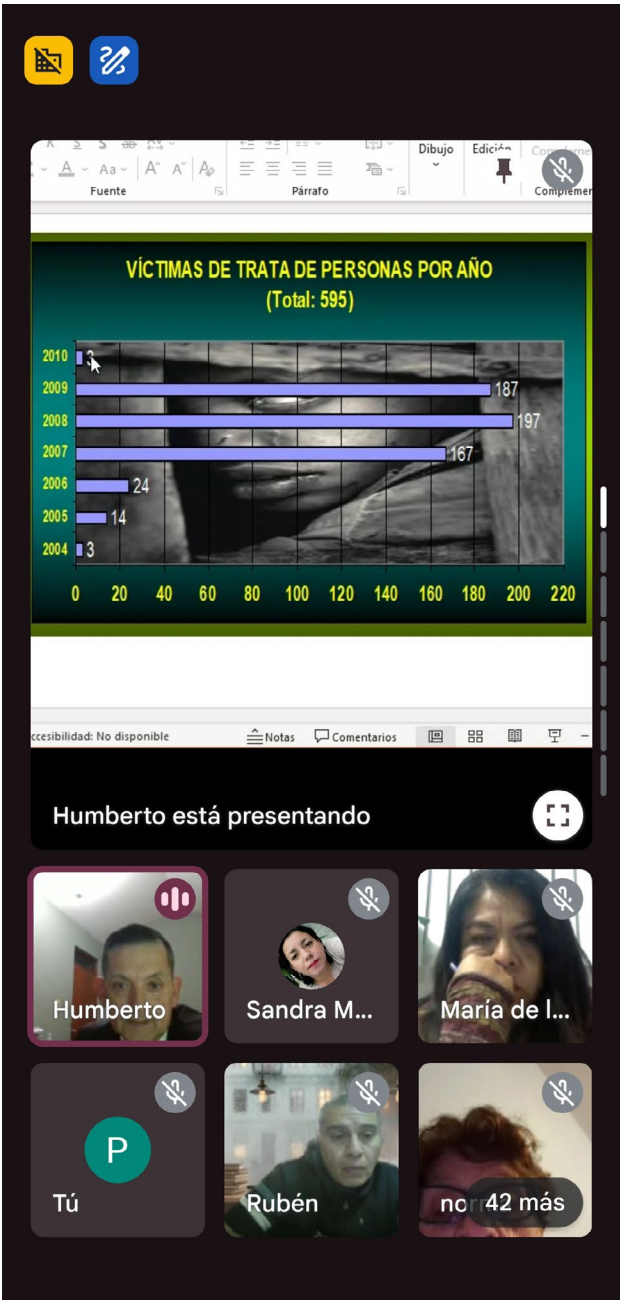 Dibujo
Edición
Fuente
Párrafo
VÍCTIMAS DE TRATA DE PERSONAS POR AÑO
(Total: 595)
2010
2009 187
2008 197
2007 167
2006 24
2005 14
2004 3
0 20 40 60 80 100 120 140 160 180 200 220
No disponible
Notas
Comentarios
Humberto está presentando
Humberto
Sandra M...
María de l...
P
Tú
Rubén
42 más